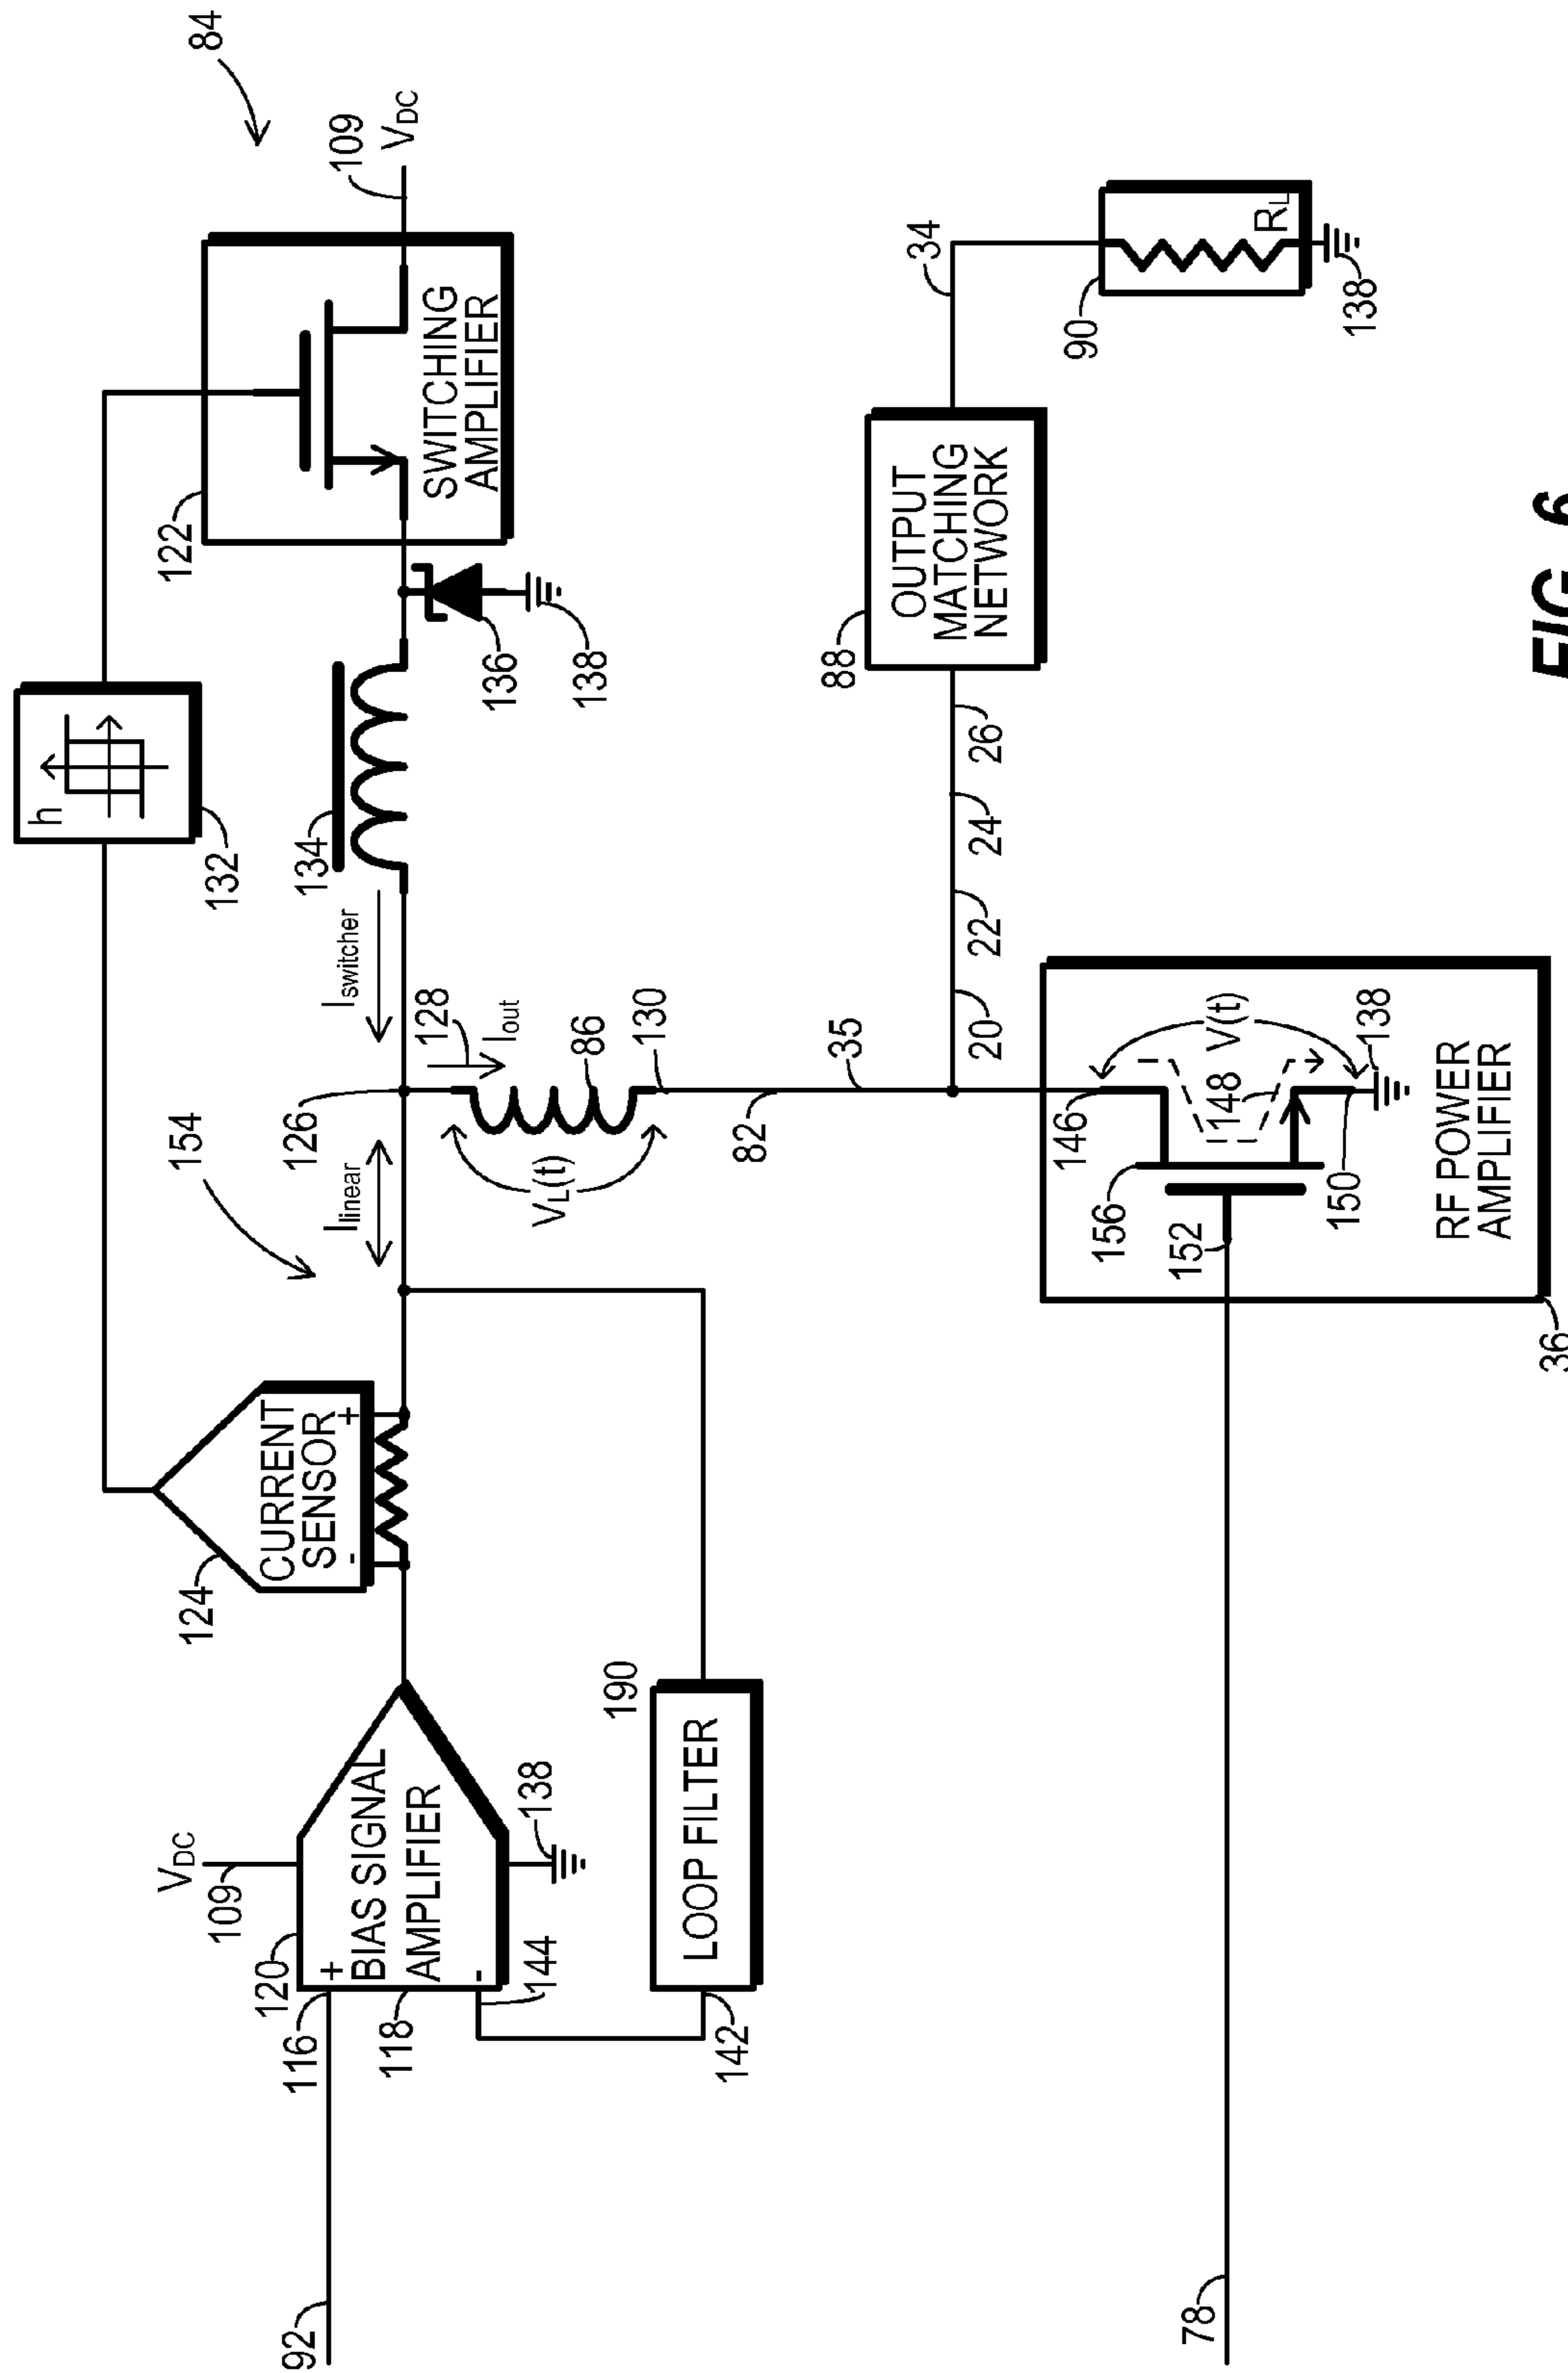 84
154
124
CURRENT
SENSOR
-
+
132
h
122
SWITCHING
AMPLIFIER
109
VDC
VDC
109
120
116
+
BIAS SIGNAL
AMPLIFIER
118
-
144
138
92
Ilinear
126
Iswitcher
134
136
138
128
Iout
VL(t)
86
130
190
LOOP FILTER
142
82
35
88
OUTPUT
MATCHING
NETWORK
34
90
RL
138
20
22
24
26
146
156
152
148
V(t)
150
138
RF POWER
AMPLIFIER
36
78
FIG. 6